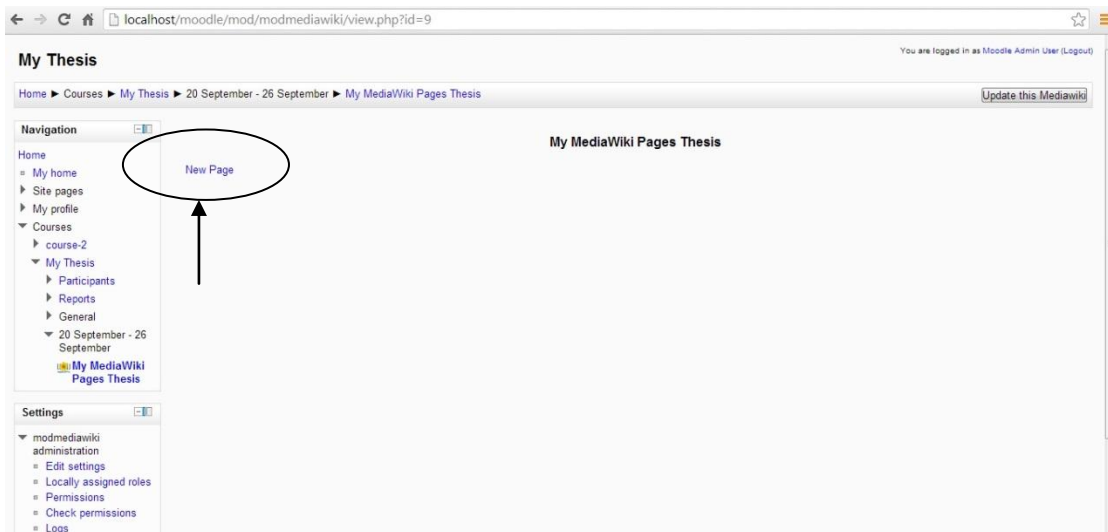 localhost/moodle/mod/modmediawiki/view.php?id=9
My Thesis
You are logged in as Moodle Admin User (Logout)
Home ► Courses ► My Thesis ► 20 September - 26 September ► My MediaWiki Pages Thesis
Update this Mediawiki
Navigation
Home
My home
Site pages
My profile
Courses
course-2
My Thesis
Participants
Reports
General
20 September - 26
September
My MediaWiki
Pages Thesis
My MediaWiki Pages Thesis
New Page
Settings
modmediawiki
administration
Edit settings
Locally assigned roles
Permissions
Check permissions
Logs